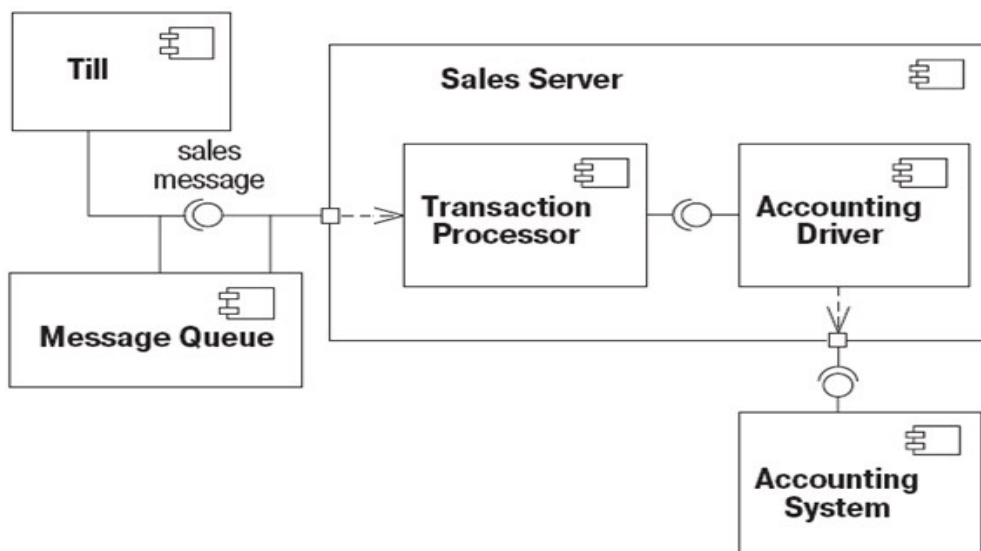 Till
Sales Server
sales
message
Transaction
Processor
Accounting
Driver
Message Queue
Accounting
System